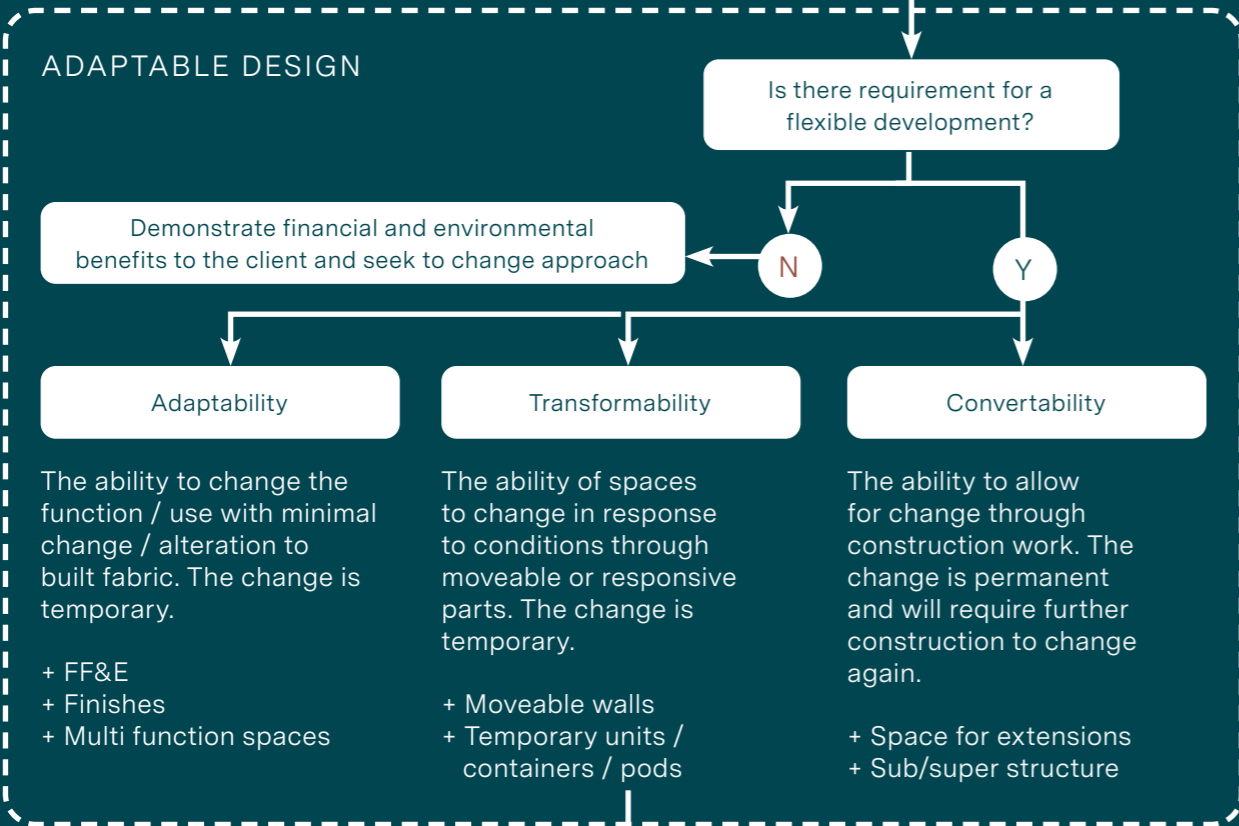 ADAPTABLE DESIGN
Is there requirement for a
flexible development?
Demonstrate financial and environmental
benefits to the client and seek to change approach
N
Y
Adaptability
The ability to change the
function / use with minimal
change / alteration to
built fabric. The change is
temporary.
+ FF&E
+ Finishes
+ Multi function spaces
Transformability
The ability of spaces
to change in response
to conditions through
moveable or responsive
parts. The change is
temporary.
+ Moveable walls
+ Temporary units /
containers / pods
Convertability
The ability to allow
for change through
construction work. The
change is permanent
and will require further
construction to change
again.
+ Space for extensions
+ Sub/super structure